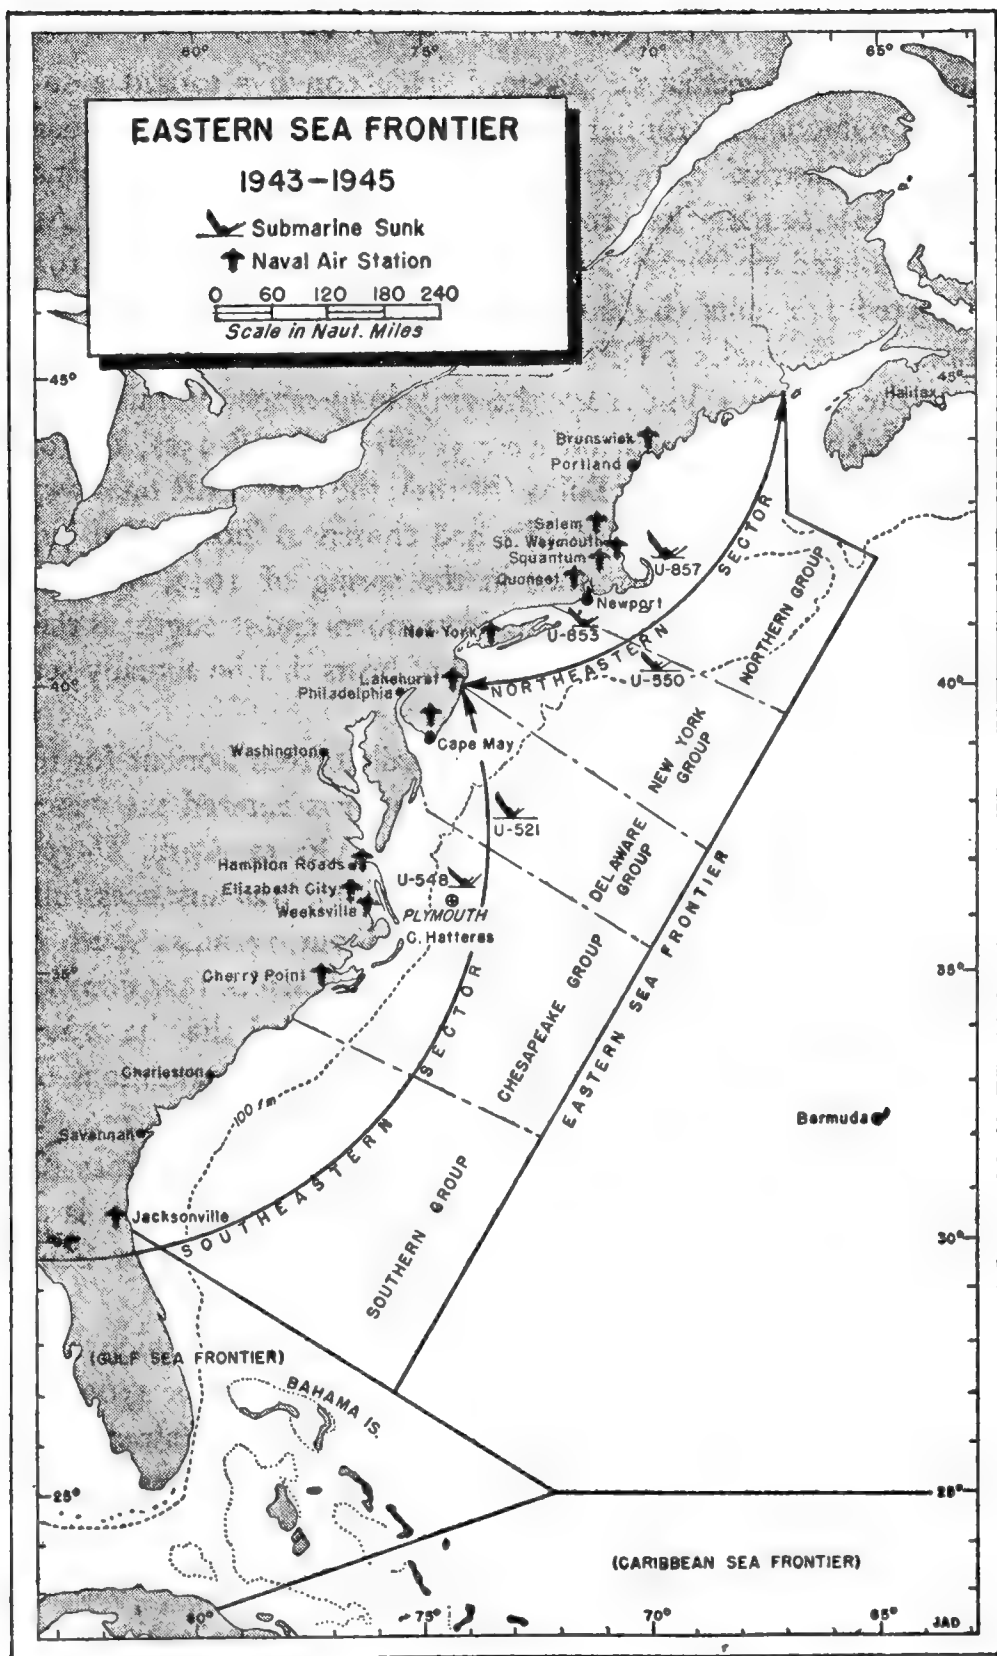 80°
75°
70°
65°
EASTERN SEA FRONTIER
1943-1945
Submarine Sunk
Naval Air Station
0 60 120 180 240
Scale in Naut. Miles
45°
45°
Halifax
Brunswick
Portland
Salem
So. Weymouth
Squantum
Quonset
U-857
Newport
New York
U-853
SECTOR
NORTHERN GROUP
NORTHEASTERN
U-550
Lakehurst
40°
Philadelphia
40°
Cape May
Washington
NEW YORK
GROUP
U-521
DELAWARE
GROUP
Hampton Roads
U-548
Elizabeth City
Weeksville
PLYMOUTH
C. Hatteras
EASTERN SEA FRONTIER
CHESAPEAKE GROUP
35°
Cherry Point
35°
SECTOR
Charleston
100 fm
Bermuda
Savannah
SOUTHEASTERN
Jacksonville
SOUTHERN GROUP
30°
(GULF SEA FRONTIER)
BAHAMA IS.
25°
25°
(CARIBBEAN SEA FRONTIER)
80°
75°
70°
65°
JAD